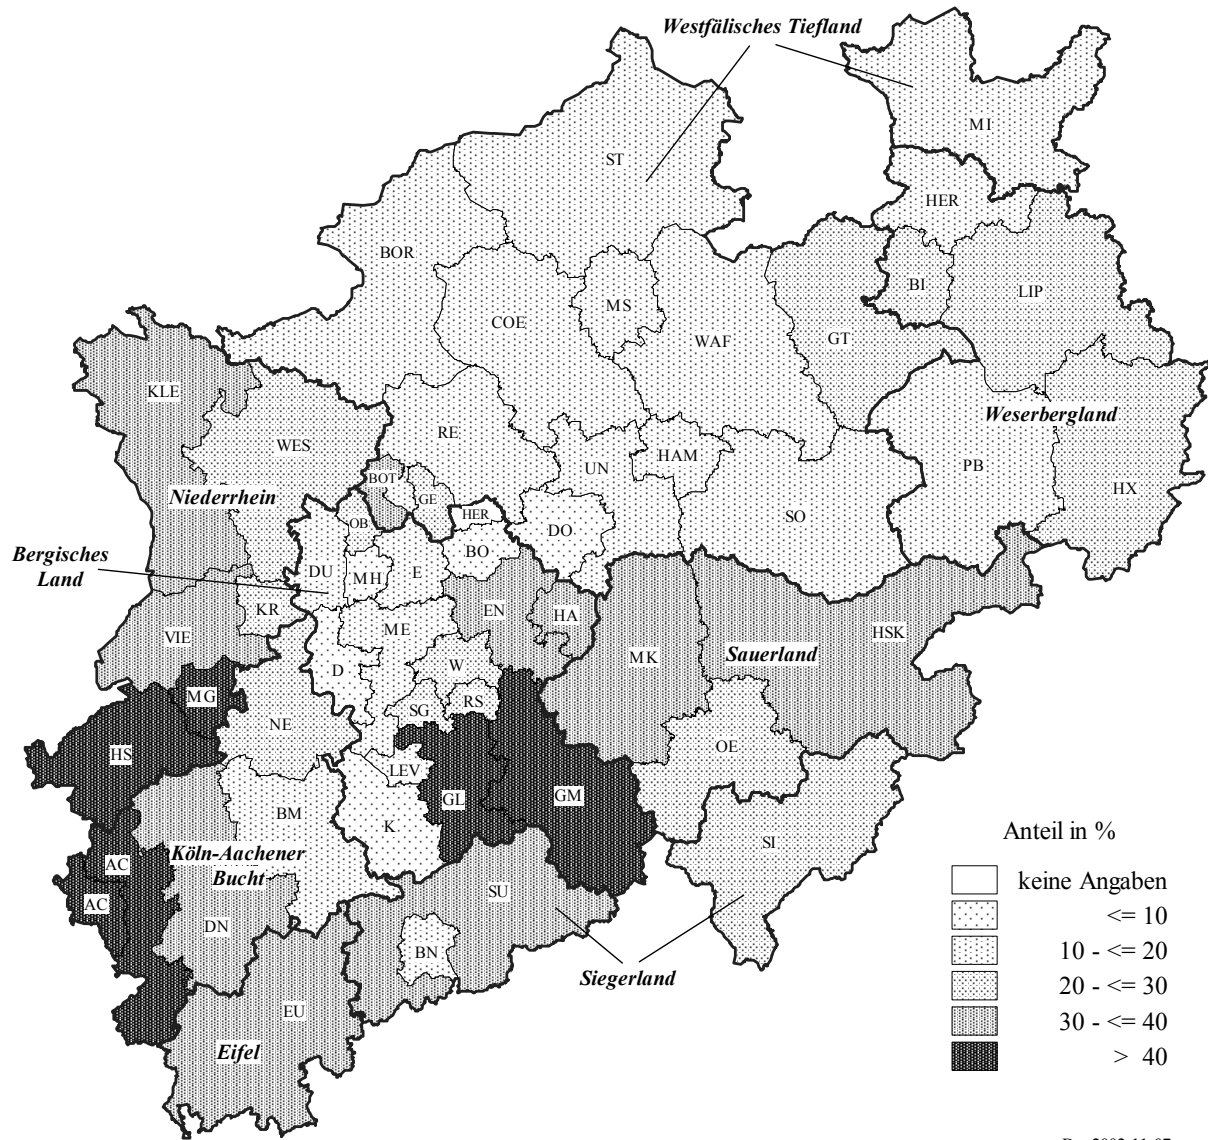 Westfälisches Tiefland
MI
ST
HER
BOR
BI
LIP
MS
COE
WAF
GT
KLE
WES
RE
Weserbergland
HAM
UN
PB
BOT
GE
HX
Niederrhein
HER
SO
OB
DO
BO
Bergisches
Land
DU
MH
E
KR
EN
HA
VIE
ME
HSK
MK
Sauerland
D
W
MG
RS
SG
NE
OE
HS
LEV
GL
GM
BM
K
Anteil in %
SI
Köln-Aachener
Bucht
AC
keine Angaben
SU
AC
<= 10
DN
10 - <= 20
BN
Siegerland
20 - <= 30
EU
30 - <= 40
Eifel
> 40